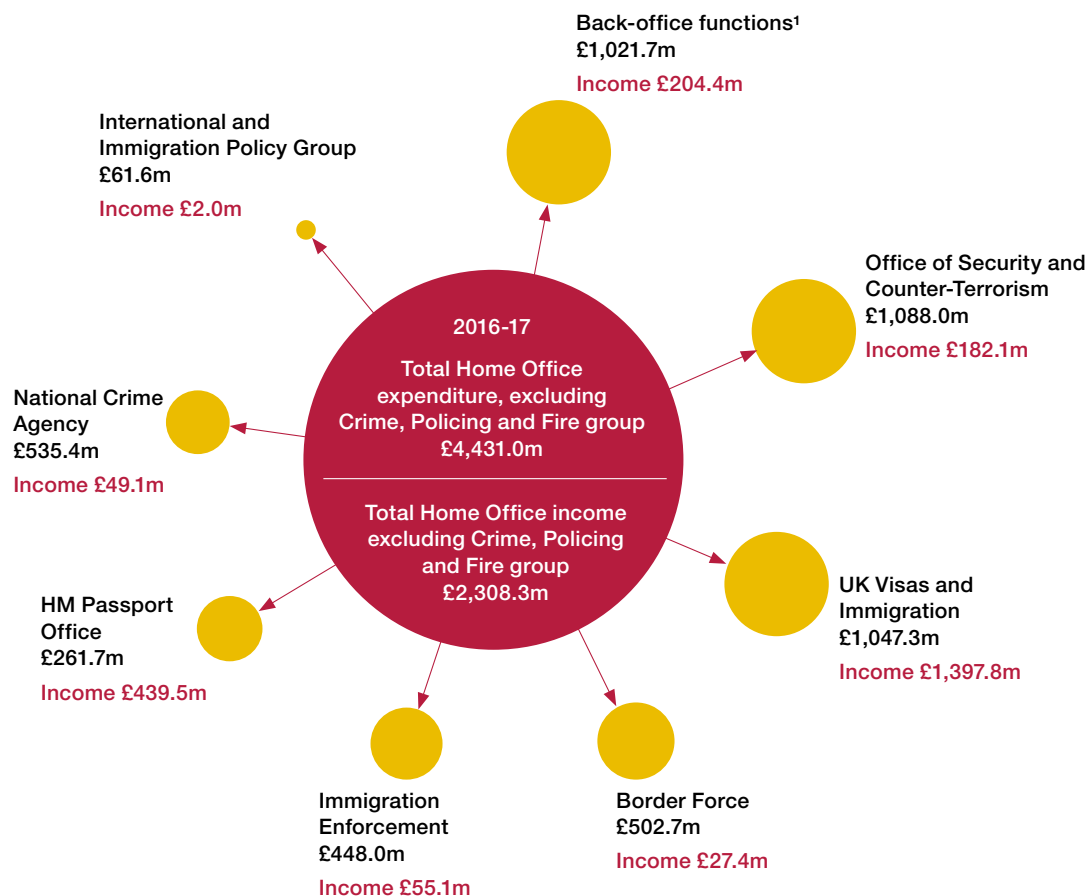 Back-office functions¹
£1,021.7m
Income £204.4m
International and
Immigration Policy Group
£61.6m
Income £2.0m
Office of Security and
Counter-Terrorism
£1,088.0m
Income £182.1m
2016-17
Total Home Office
expenditure, excluding
Crime, Policing and Fire group
£4,431.0m
Total Home Office income
excluding Crime, Policing
and Fire group
£2,308.3m
National Crime
Agency
£535.4m
Income £49.1m
UK Visas and
Immigration
£1,047.3m
Income £1,397.8m
HM Passport
Office
£261.7m
Income £439.5m
Immigration
Enforcement
£448.0m
Income £55.1m
Border Force
£502.7m
Income £27.4m